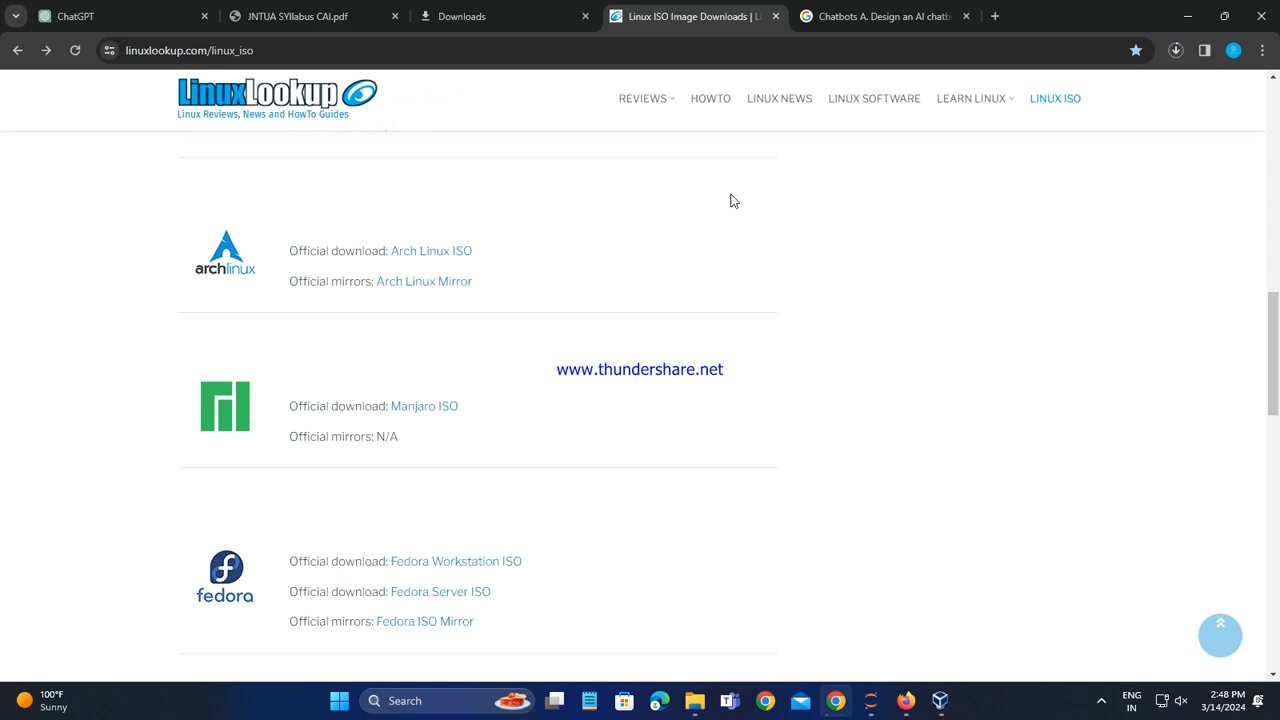 ChatGPT
JNTUA SYllabus CAI.pdf
Downloads
Linux ISO Image Downloads | Li
Chatbots A. Design an AI chatb
linuxlookup.com/linux_iso
LinuxLookup
Linux Reviews, News and HowTo Guides
REVIEWS
HOWTO
LINUX NEWS
LINUX SOFTWARE
LEARN LINUX
LINUX ISO
archlinux
Official download: Arch Linux ISO
Official mirrors: Arch Linux Mirror
www.thundershare.net
Official download: Manjaro ISO
Official mirrors: N/A
fedora
Official download: Fedora Workstation ISO
Official download: Fedora Server ISO
Official mirrors: Fedora ISO Mirror
100°F
Sunny
Search
ENG
IN
2:48 PM
3/14/2024